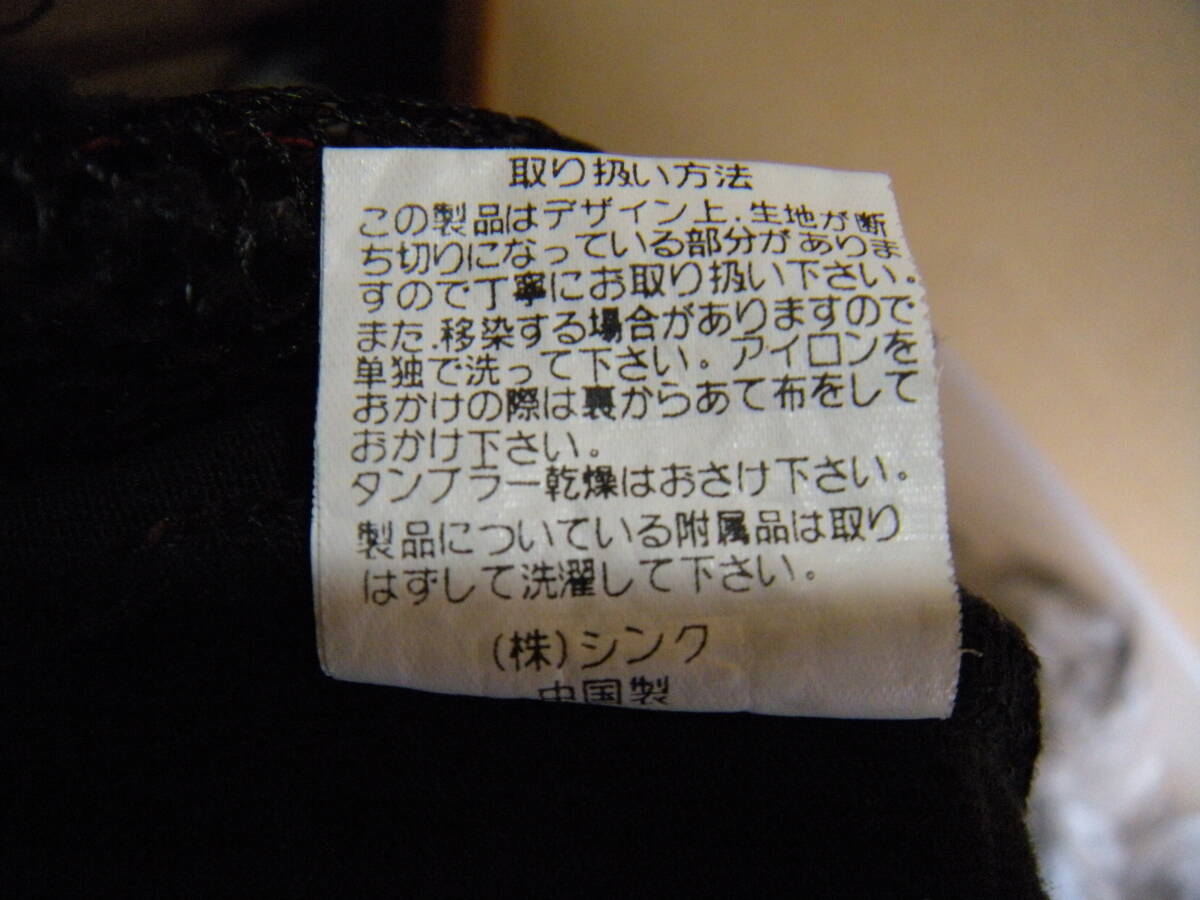 取り扱い方法
この製品はデザイン上.生地が断
ち切りになっている部分がありま
すので丁寧にお取り扱い下さい。
また.移染する場合がありますので
単独で洗って下さい。アイロンを
おかけの際は裏からあて布をして
おかけ下さい。
タンブラー乾燥はおさけ下さい。
製品についている附属品は取り
はずして洗濯して下さい。
(株)シンク
中国製